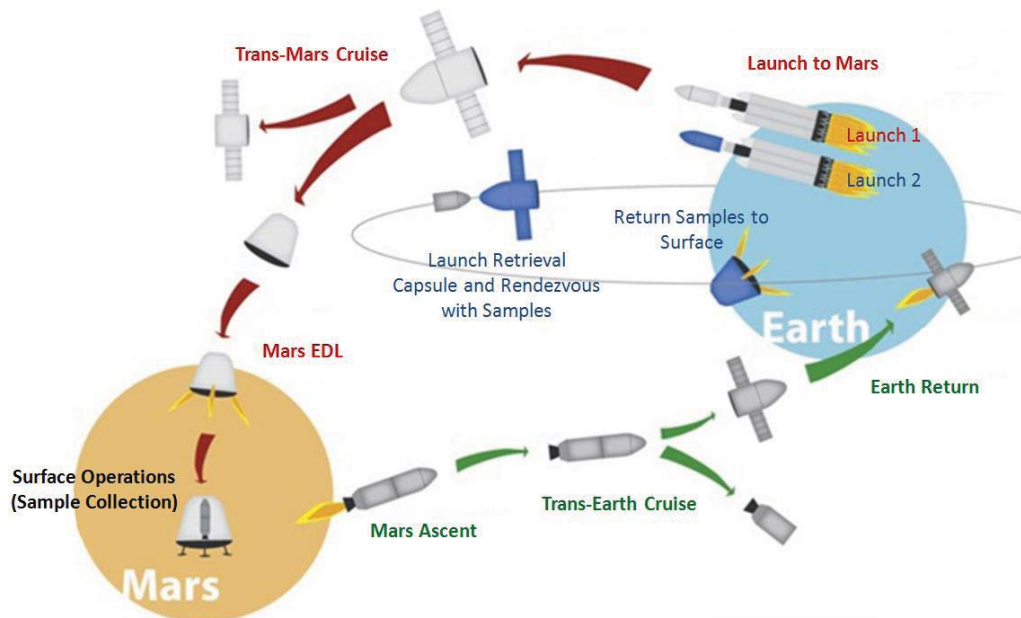 Trans-Mars Cruise
Launch to Mars
Launch 1
Launch 2
Return Samples to
Surface
Launch Retrieval
Capsule and Rendezvous
with Samples
Earth
Mars EDL
Earth Return
Surface Operations
(Sample Collection)
Mars Ascent
Trans-Earth Cruise
Mars